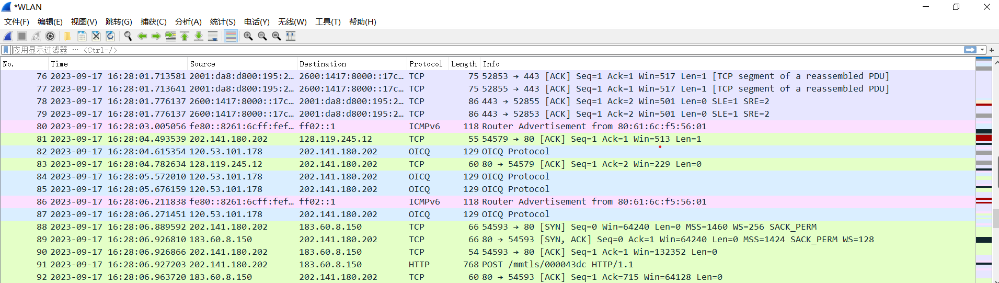 *WLAN
文件(F) 编辑(E) 视图(V) 跳转(G) 捕获(C) 分析(A) 统计(S) 电话(Y) 无线(W) 工具(T) 帮助(H)
应用显示过滤器 … <Ctrl-/>
No. Time Source Destination Protocol Length Info
76 2023-09-17 16:28:01.713581 2001:da8:d800:195:2… 2600:1417:8000::17c… TCP 75 52853 → 443 [ACK] Seq=1 Ack=1 Win=517 Len=1 [TCP segment of a reassembled PDU]
77 2023-09-17 16:28:01.713641 2001:da8:d800:195:2… 2600:1417:8000::17c… TCP 75 52855 → 443 [ACK] Seq=1 Ack=1 Win=517 Len=1 [TCP segment of a reassembled PDU]
78 2023-09-17 16:28:01.776137 2600:1417:8000::17c… 2001:da8:d800:195:2… TCP 86 443 → 52855 [ACK] Seq=1 Ack=2 Win=501 Len=0 SLE=1 SRE=2
79 2023-09-17 16:28:01.776137 2600:1417:8000::17c… 2001:da8:d800:195:2… TCP 86 443 → 52853 [ACK] Seq=1 Ack=2 Win=501 Len=0 SLE=1 SRE=2
80 2023-09-17 16:28:03.005056 fe80::8261:6cff:fef… ff02::1 ICMPv6 118 Router Advertisement from 80:61:6c:f5:56:01
81 2023-09-17 16:28:04.493539 202.141.180.202 128.119.245.12 TCP 55 54579 → 80 [ACK] Seq=1 Ack=1 Win=513 Len=1
82 2023-09-17 16:28:04.615354 120.53.101.178 202.141.180.202 OICQ 129 OICQ Protocol
83 2023-09-17 16:28:04.782634 128.119.245.12 202.141.180.202 TCP 60 80 → 54579 [ACK] Seq=1 Ack=2 Win=229 Len=0
84 2023-09-17 16:28:05.572010 120.53.101.178 202.141.180.202 OICQ 129 OICQ Protocol
85 2023-09-17 16:28:05.676159 120.53.101.178 202.141.180.202 OICQ 129 OICQ Protocol
86 2023-09-17 16:28:06.211838 fe80::8261:6cff:fef… ff02::1 ICMPv6 118 Router Advertisement from 80:61:6c:f5:56:01
87 2023-09-17 16:28:06.271451 120.53.101.178 202.141.180.202 OICQ 129 OICQ Protocol
88 2023-09-17 16:28:06.889592 202.141.180.202 183.60.8.150 TCP 66 54593 → 80 [SYN] Seq=0 Win=64240 Len=0 MSS=1460 WS=256 SACK_PERM
89 2023-09-17 16:28:06.926810 183.60.8.150 202.141.180.202 TCP 66 80 → 54593 [SYN, ACK] Seq=0 Ack=1 Win=64240 Len=0 MSS=1424 SACK_PERM WS=128
90 2023-09-17 16:28:06.926866 202.141.180.202 183.60.8.150 TCP 54 54593 → 80 [ACK] Seq=1 Ack=1 Win=132352 Len=0
91 2023-09-17 16:28:06.927203 202.141.180.202 183.60.8.150 HTTP 768 POST /mmtls/000043dc HTTP/1.1
92 2023-09-17 16:28:06.963720 183.60.8.150 202.141.180.202 TCP 60 80 → 54593 [ACK] Seq=1 Ack=715 Win=64128 Len=0